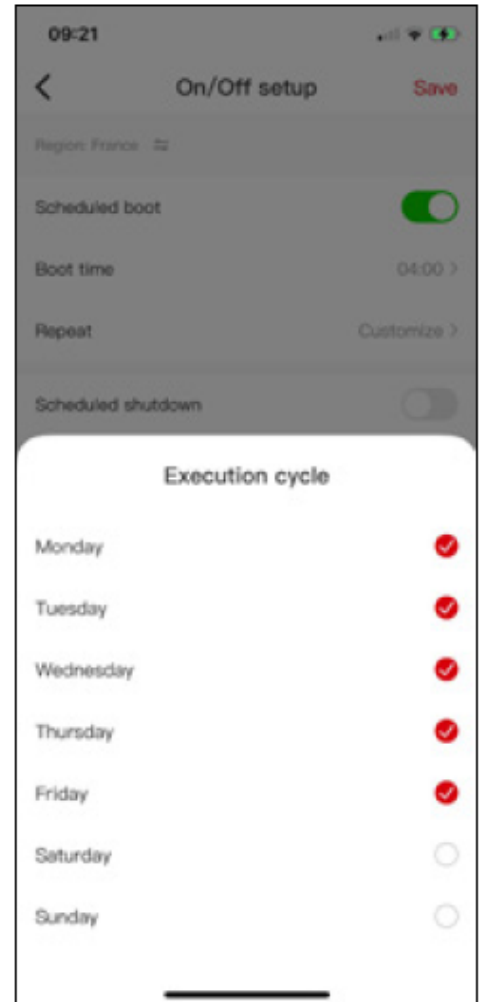 09:21
On/Off setup Save
Region: France
Scheduled boot
Boot time 04:00
Repeat Customize
Scheduled shutdown
Execution cycle
Monday
Tuesday
Wednesday
Thursday
Friday
Saturday
Sunday